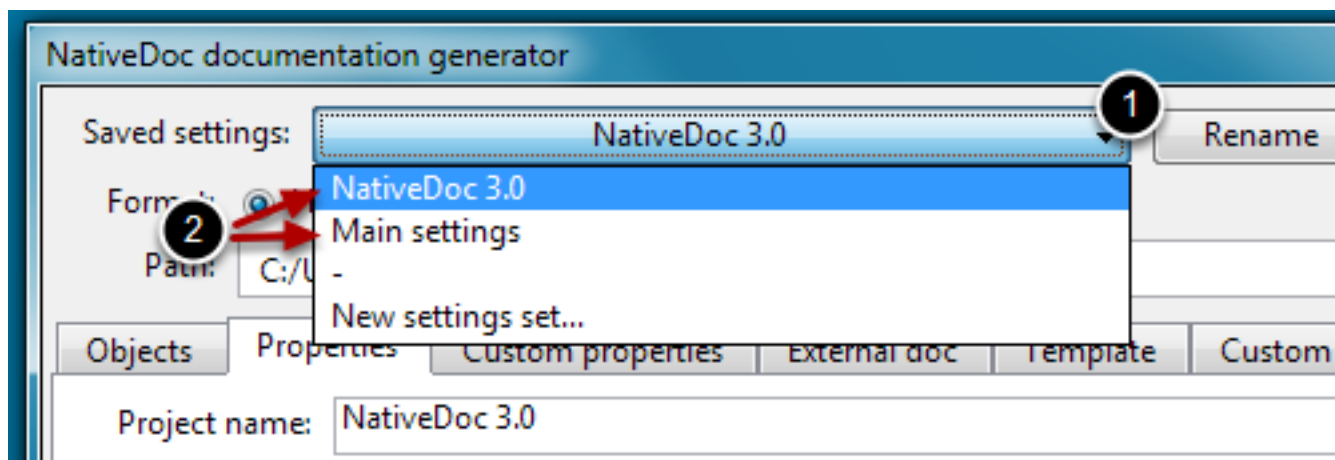 NativeDoc documentation generator
1
Saved settings: NativeDoc 3.0 Rename
NativeDoc 3.0
2
Main settings
Path: C:/U
-
New settings set...
Objects Properties Custom properties External doc Template Custom
Project name: NativeDoc 3.0